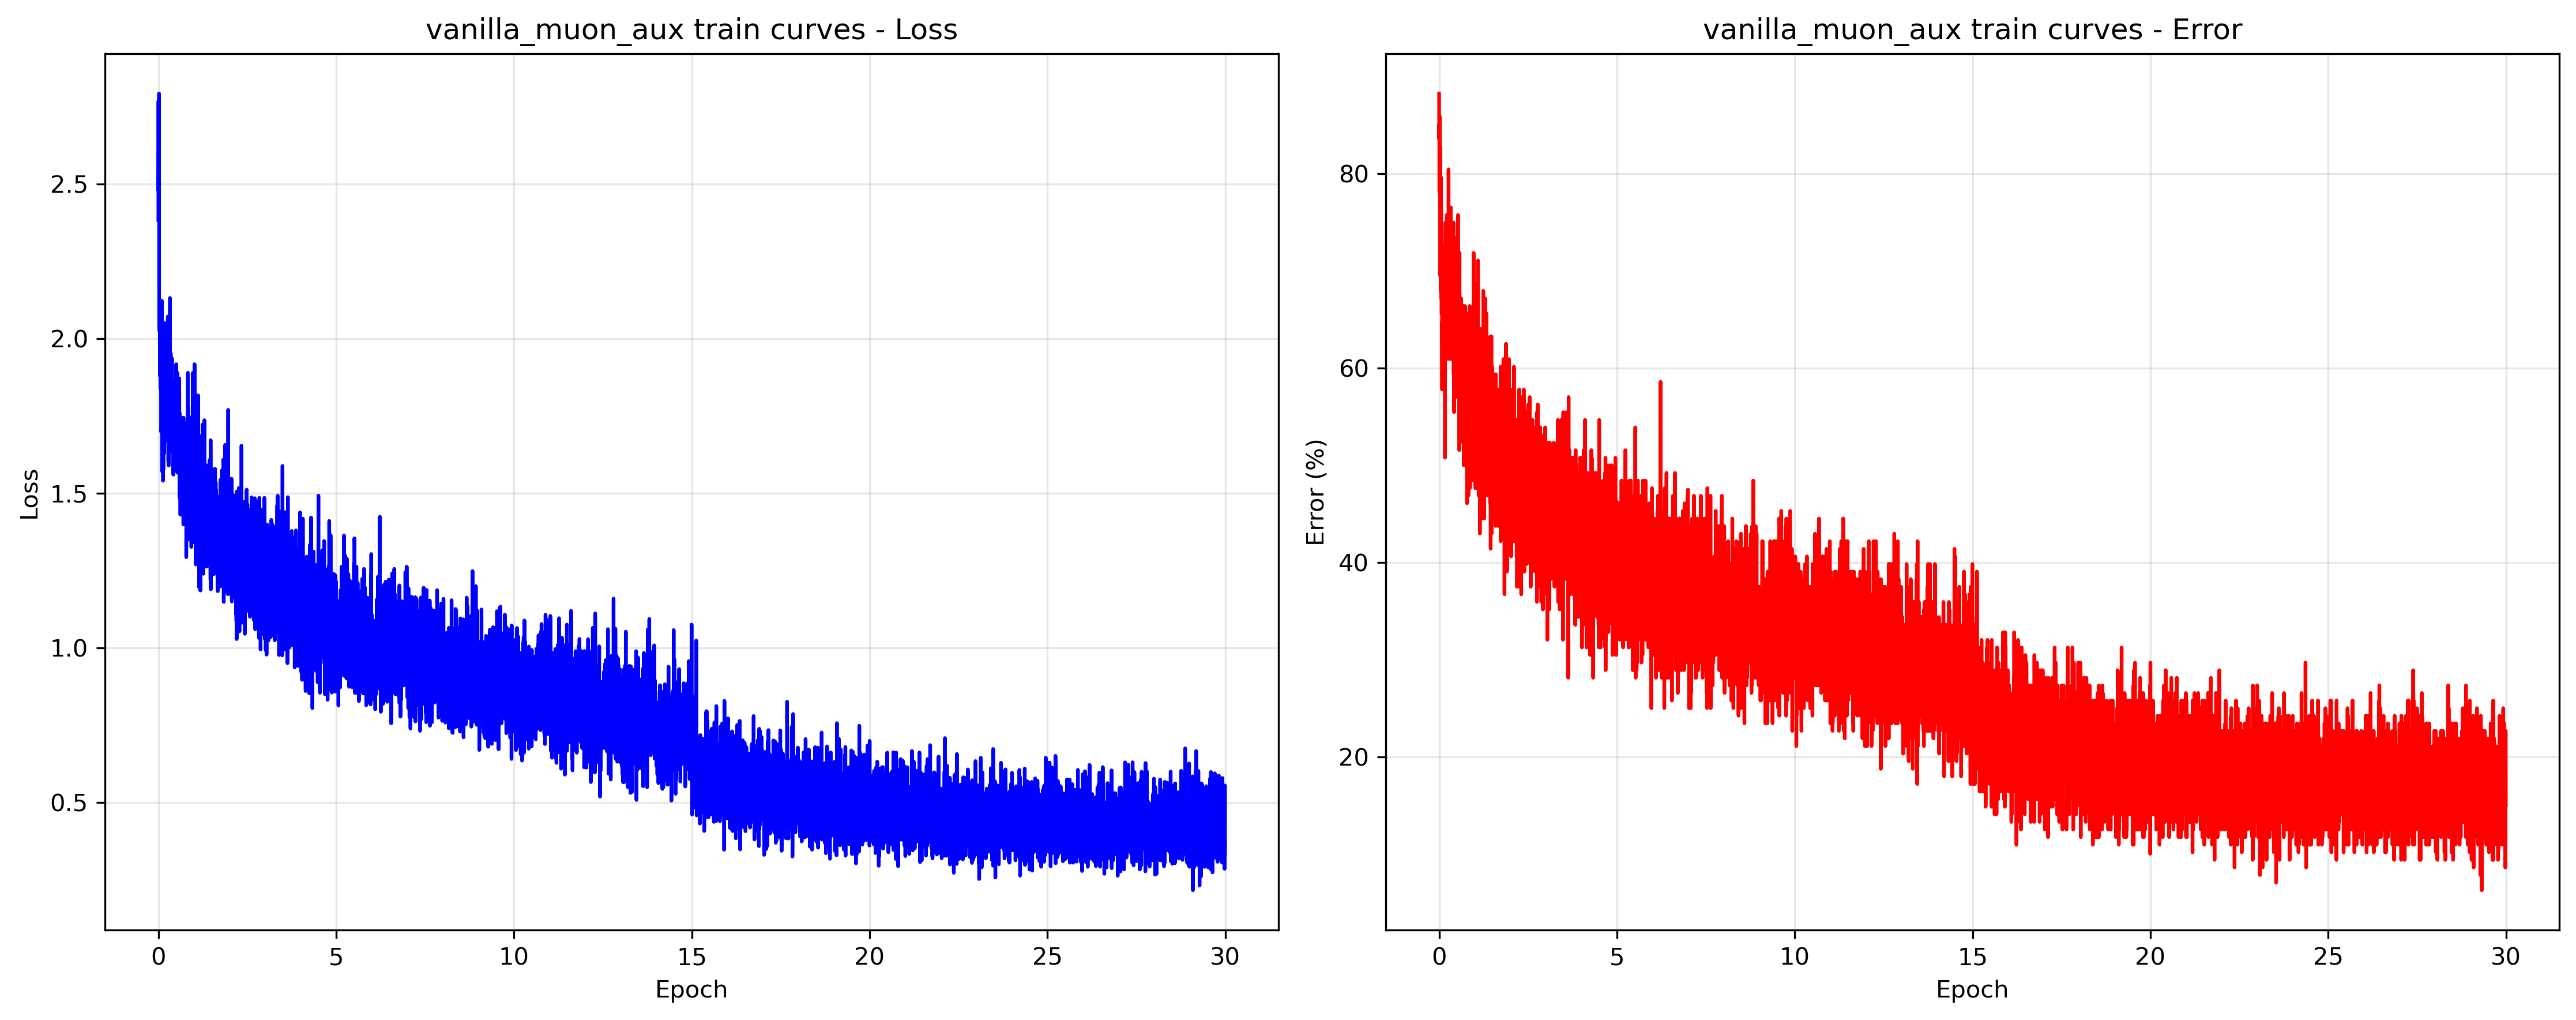 vanilla_muon_aux train curves - Loss
Loss
2.5
2.0
1.5
1.0
0.5
0 5 10 15 20 25 30
Epoch
vanilla_muon_aux train curves - Error
Error (%)
80
60
40
20
0 5 10 15 20 25 30
Epoch